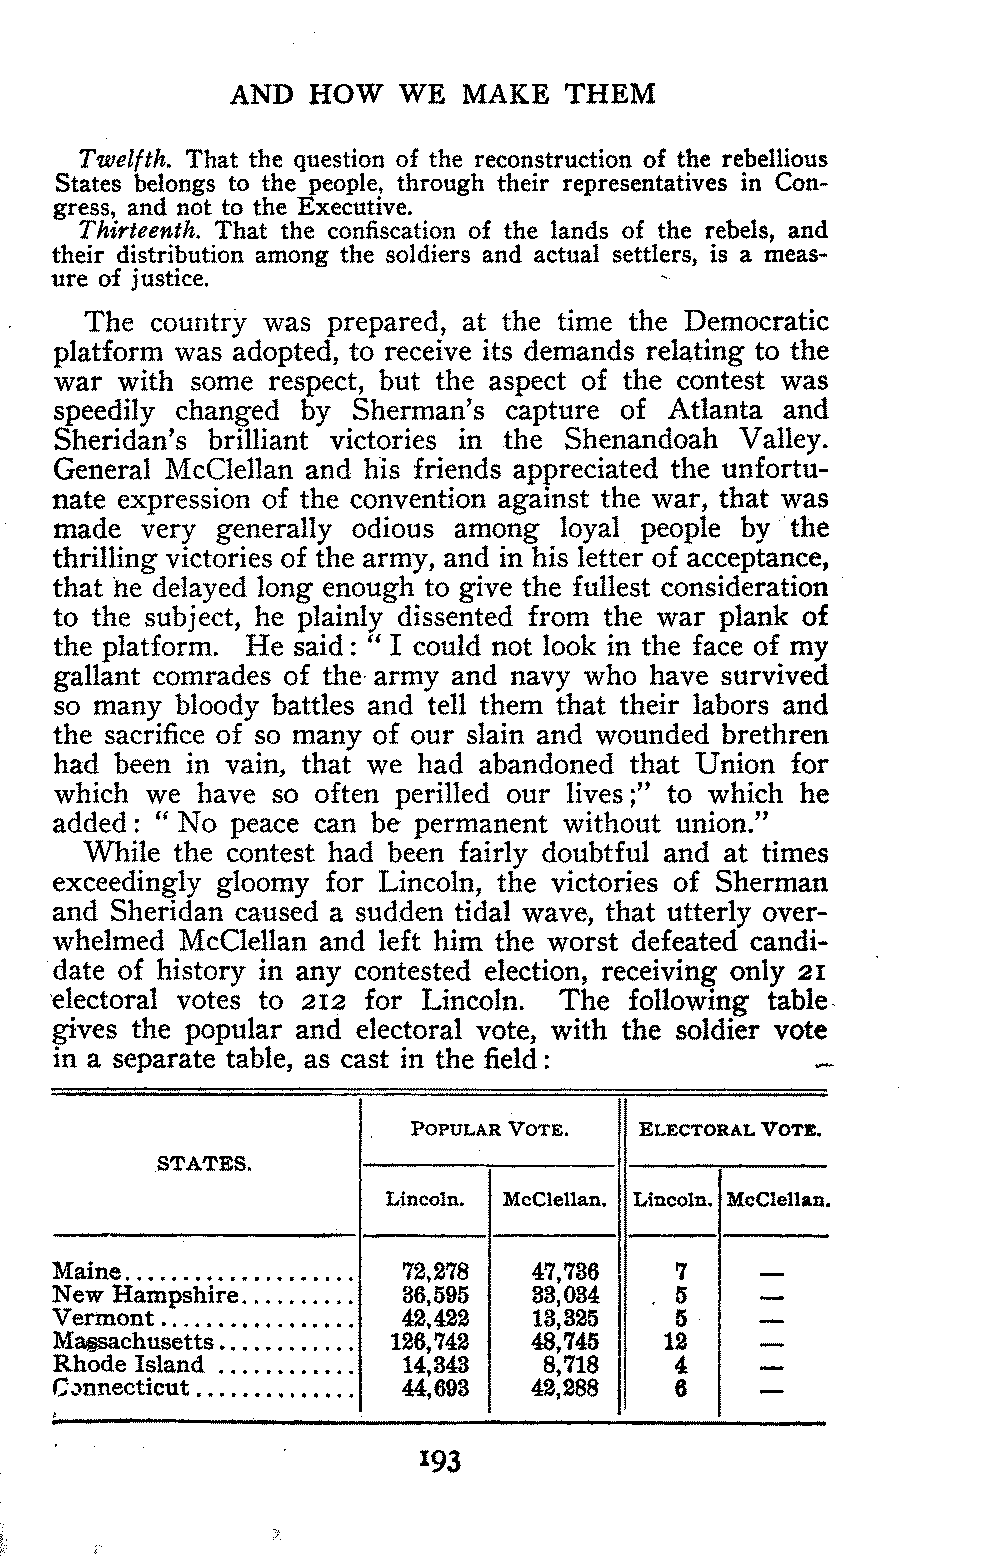 AND HOW WE MAKE THEM
Twelfth. That the question of the reconstruction of the rebellious
States belongs to the people, through their representatives in Con-
gress, and not to the Executive.
Thirteenth. That the confiscation of the lands of the rebels, and
their distribution among the soldiers and actual settlers, is a meas-
ure of justice.
The country was prepared, at the time the Democratic
platform was adopted, to receive its demands relating to the
war with some respect, but the aspect of the contest was
speedily changed by Sherman's capture of Atlanta and
Sheridan's brilliant victories in the Shenandoah Valley.
General McClellan and his friends appreciated the unfortu-
nate expression of the convention against the war, that was
made very generally odious among loyal people by the
thrilling victories of the army, and in his letter of acceptance,
that he delayed long enough to give the fullest consideration
to the subject, he plainly dissented from the war plank of
the platform. He said: " I could not look in the face of my
gallant comrades of the army and navy who have survived
so many bloody battles and tell them that their labors and
the sacrifice of so many of our slain and wounded brethren
had been in vain, that we had abandoned that Union for
which we have so often perilled our lives;" to which he
added: " No peace can be permanent without union."
While the contest had been fairly doubtful and at times
exceedingly gloomy for Lincoln, the victories of Sherman
and Sheridan caused a sudden tidal wave, that utterly over-
whelmed McClellan and left him the worst defeated candi-
date of history in any contested election, receiving only 21
electoral votes to 212 for Lincoln. The following table
gives the popular and electoral vote, with the soldier vote
in a separate table, as cast in the field:
STATES. POPULAR VOTE. ELECTORAL VOTE.
Lincoln. McClellan. Lincoln. McClellan.
Maine.................... 72,278 47,736 7 —
New Hampshire.......... 36,595 33,034 5 —
Vermont................. 42,422 13,325 5 —
Massachusetts............ 126,742 48,745 12 —
Rhode Island ............ 14,343 8,718 4 —
Connecticut.............. 44,693 42,288 6 —
193